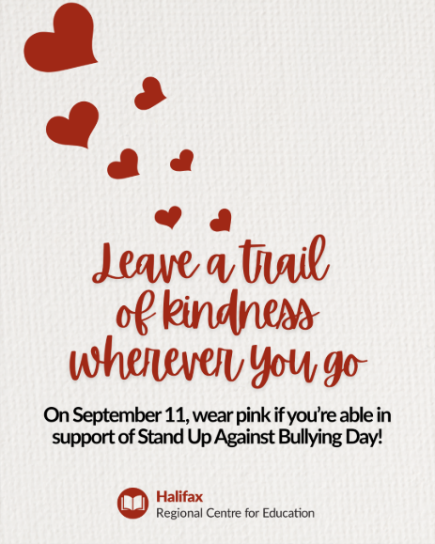 Leave a trail
of kindness
wherever you go
On September 11, wear pink if you're able in
support of Stand Up Against Bullying Day!
Halifax
Regional Centre for Education